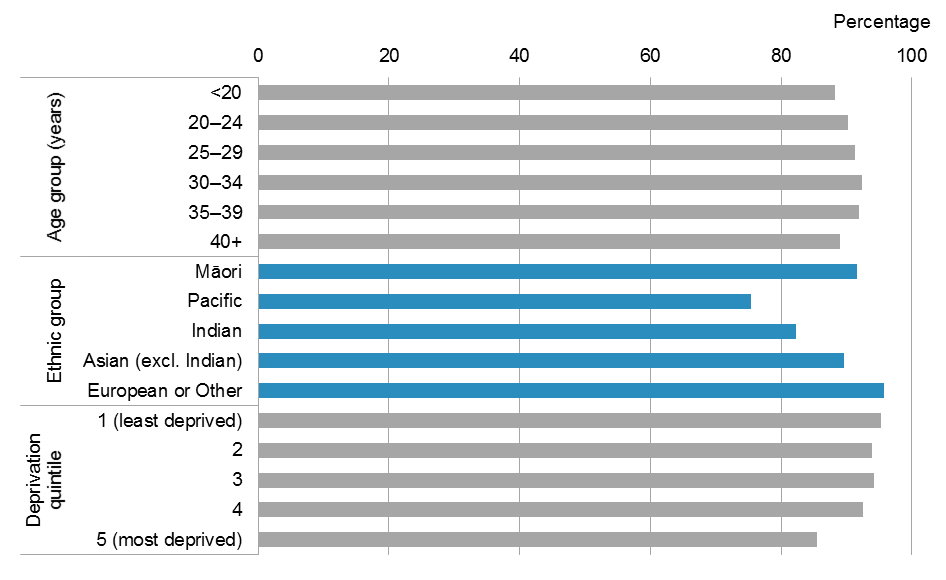 Percentage
0 20 40 60 80 100
Age group (years)
<20
20–24
25–29
30–34
35–39
40+
Ethnic group
Māori
Pacific
Indian
Asian (excl. Indian)
European or Other
Deprivation
quintile
1 (least deprived)
2
3
4
5 (most deprived)